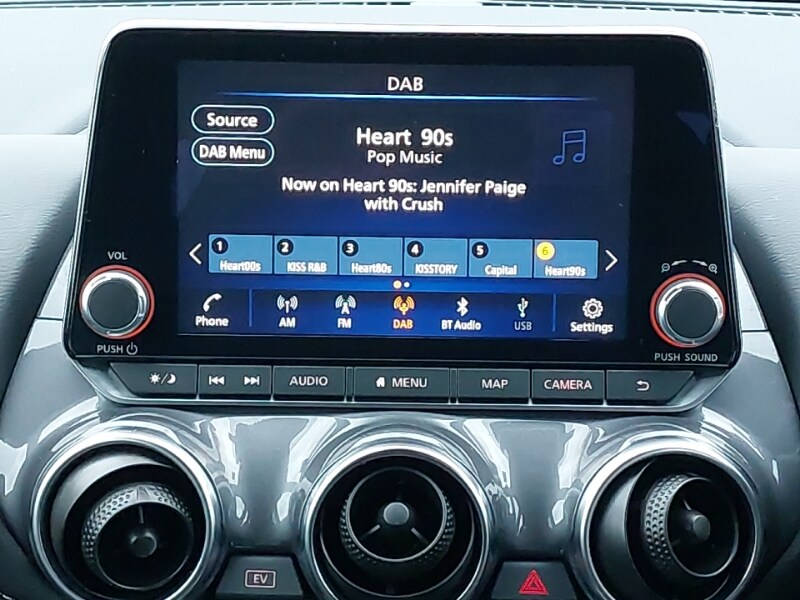 DAB
Source
DAB Menu
Heart 90s
Pop Music
Now on Heart 90s: Jennifer Paige
with Crush
1 2 3 4 5 6
Heart00s KISS R&B Heart80s KISSTORY Capital Heart90s
Phone AM FM DAB BT Audio USB Settings
VOL
PUSH
PUSH SOUND
AUDIO MENU MAP CAMERA
EV